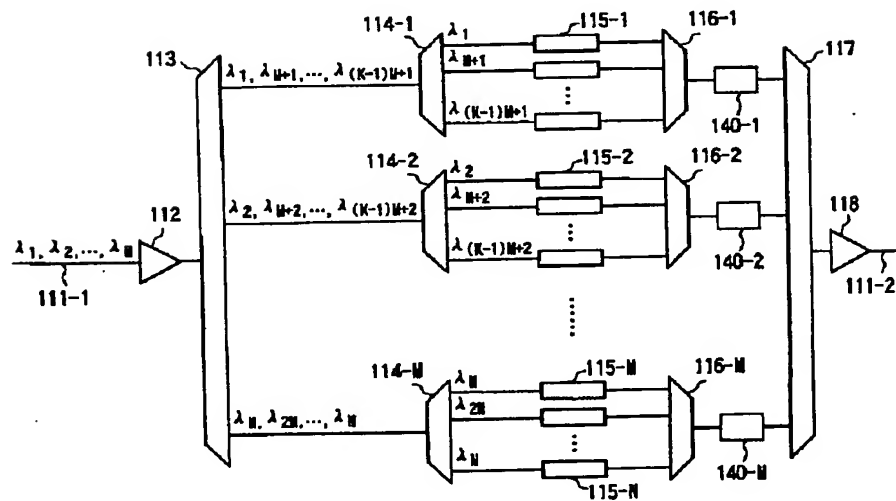 114-1
λ1
115-1
116-1
117
113
λ1, λM+1,..., λ(K-1)M+1
λM+1
λ(K-1)M+1
140-1
114-2
λ2
115-2
116-2
112
λ2, λM+2,..., λ(K-1)M+2
λM+2
118
λ1, λ2,..., λN
λ(K-1)M+2
140-2
111-1
111-2
114-M
λM
115-M
116-M
λM, λ2M,..., λN
λ2M
λN
140-M
115-N